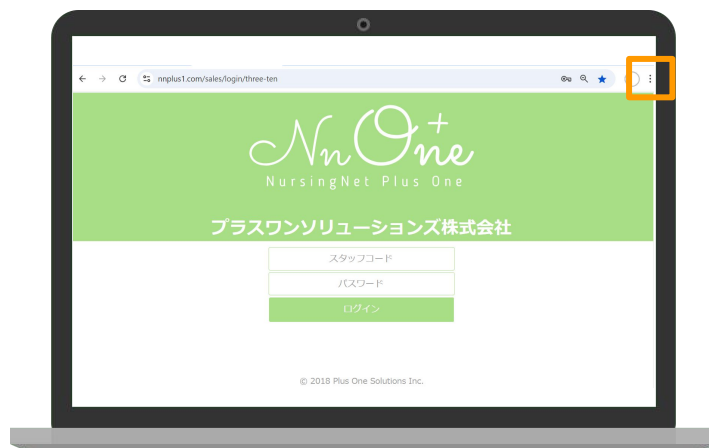 nnplus1.com/sales/login/three-ten
NnOne+
NursingNet Plus One
プラスワンソリューションズ株式会社
スタッフコード
パスワード
ログイン
© 2018 Plus One Solutions Inc.